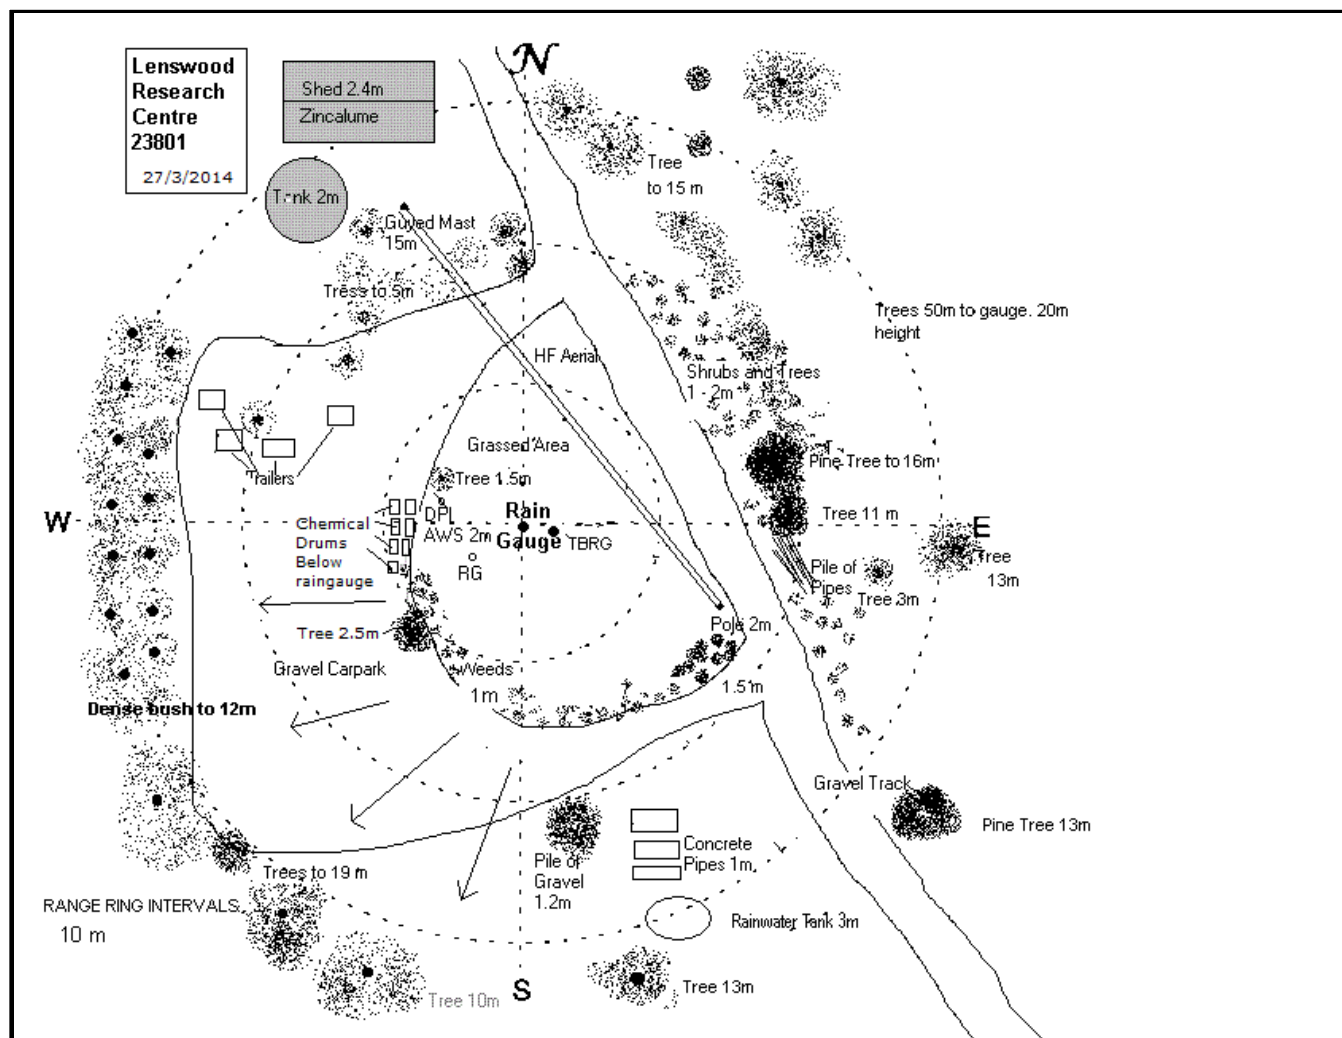 Lenswood
Research
Centre
23801
27/3/2014
Shed 2.4m
Zincalume
N
Tank 2m
Guyed Mast
15m
Tress to 5m
Tree
to 15 m
Trees 50m to gauge. 20m
height
HF Aerial
Shrubs and Trees
1 - 2m
Grassed Area
Trailers
Tree 1.5m
Pine Tree to 16m
W
Chemical
Drums
Below
raingauge
DPI
AWS 2m
RG
Rain
Gauge
TBRG
Tree 11 m
E
Tree
13m
Pile of
Pipes
Tree 3m
Tree 2.5m
Pole 2m
Gravel Carpark
Weeds
1m
1.5 m
Dense bush to 12m
Gravel Track
Pine Tree 13m
Trees to 19 m
Pile of
Gravel
1.2m
Concrete
Pipes 1m
RANGE RING INTERVALS
10 m
Rainwater Tank 3m
Tree 10m
S
Tree 13m